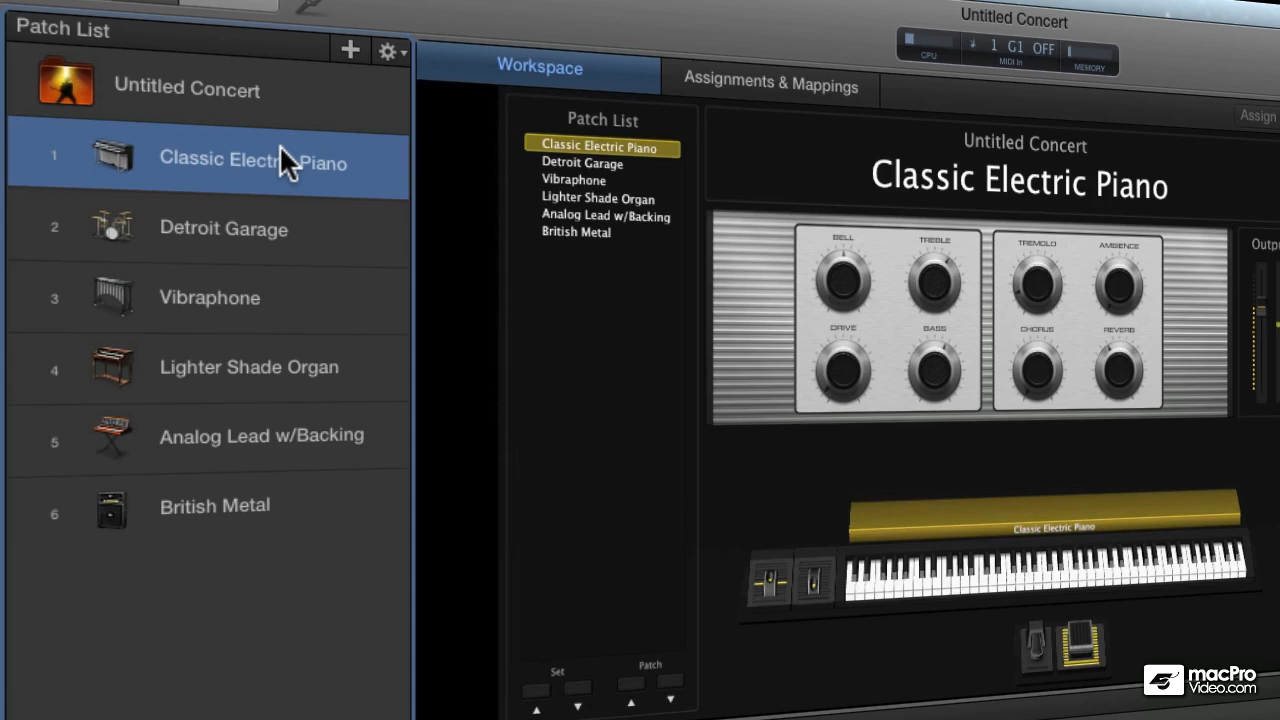 Patch List
Untitled Concert
1 Classic Electric Piano
2 Detroit Garage
3 Vibraphone
4 Lighter Shade Organ
5 Analog Lead w/Backing
6 British Metal
Untitled Concert
CPU
1 G1 OFF
MIDI In
MEMORY
Workspace
Assignments & Mappings
Assign
Patch List
Classic Electric Piano
Detroit Garage
Vibraphone
Lighter Shade Organ
Analog Lead w/Backing
British Metal
Set
Patch
Untitled Concert
Classic Electric Piano
BELL
TREBLE
TREMOLO
AMBIENCE
DRIVE
BASS
CHORUS
REVERB
Outpu
Classic Electric Piano
macPro
Video.com